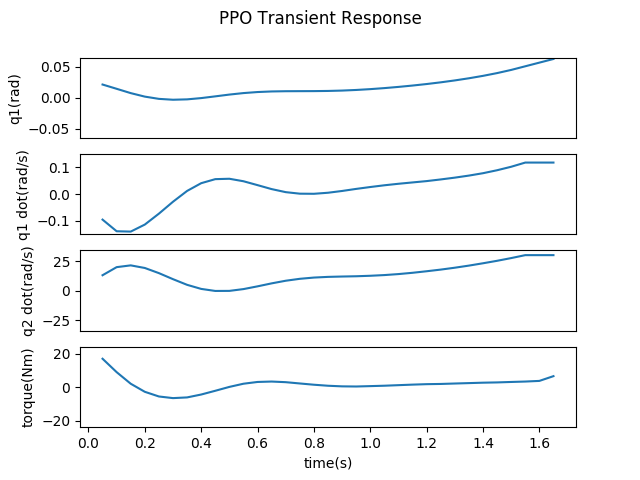 PPO Transient Response
q1(rad)
0.05
0.00
−0.05
q1 dot(rad/s)
0.1
0.0
−0.1
q2 dot(rad/s)
25
0
−25
torque(Nm)
20
0
−20
0.0 0.2 0.4 0.6 0.8 1.0 1.2 1.4 1.6
time(s)